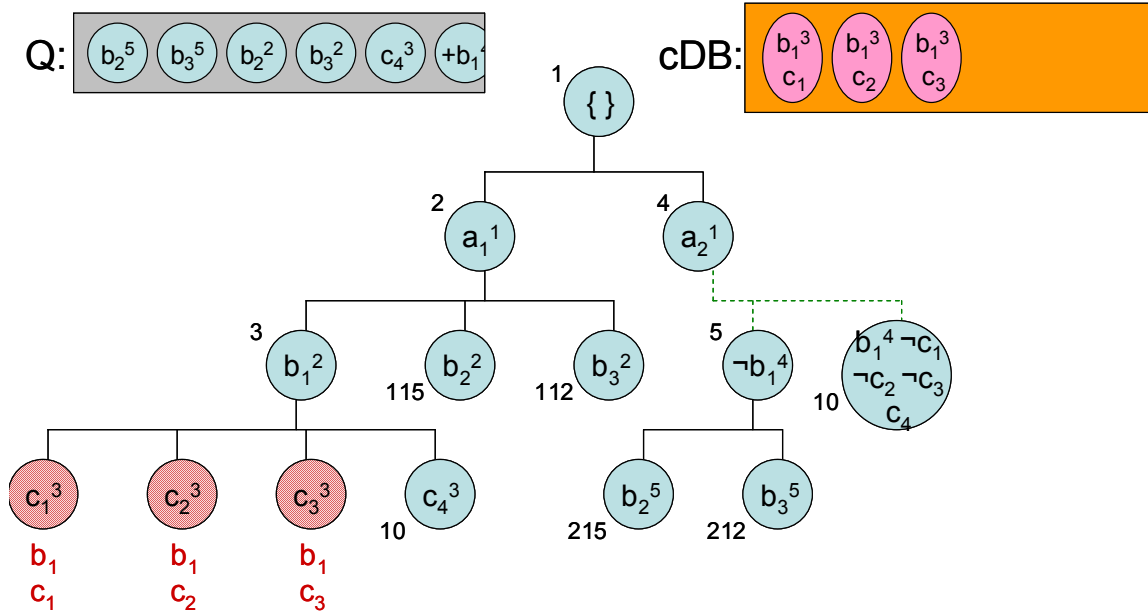 Q: b₂⁵ b₃⁵ b₂² b₃² c₄³ +b₁⁴
cDB: b₁³ c₁ b₁³ c₂ b₁³ c₃
1 { }
2 a₁¹ 4 a₂¹
3 b₁² 115 b₂² 112 b₃² 5 ¬b₁⁴
10 b₁⁴ ¬c₁
¬c₂ ¬c₃
c₄
c₁³ c₂³ c₃³ 10 c₄³ 215 b₂⁵ 212 b₃⁵
b₁ b₁ b₁
c₁ c₂ c₃